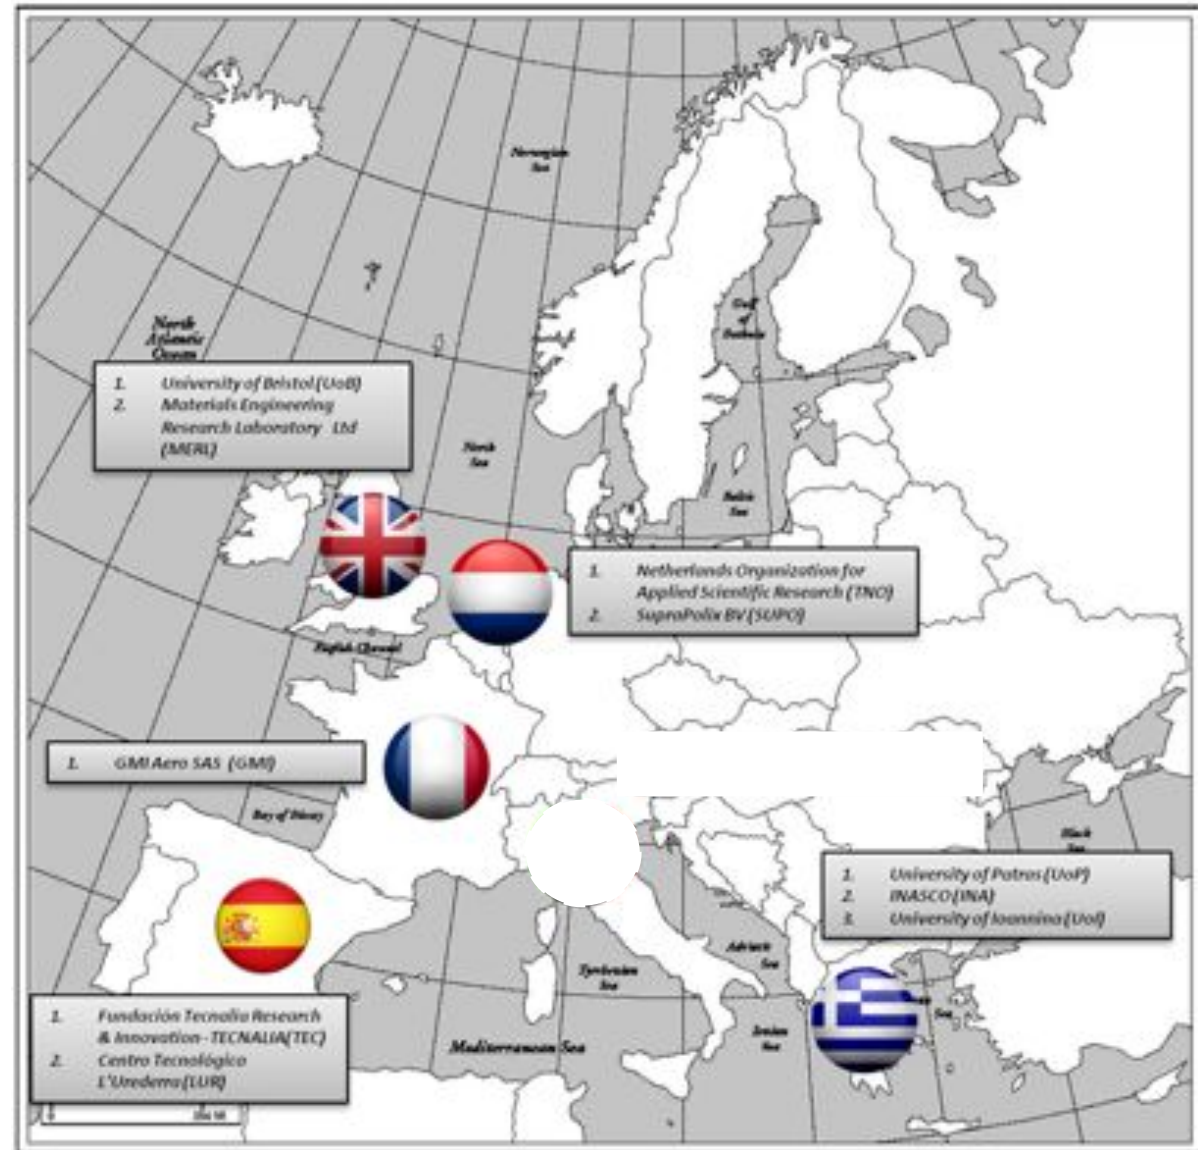 Norwegian
Sea
North
Atlantic
Ocean
Gulf
of
Bothnia
1. University of Bristol (UoB)
2. Materials Engineering
Research Laboratory Ltd
(MERL)
North
Sea
Baltic
Sea
1. Netherlands Organization for
Applied Scientific Research (TNO)
2. SupraPolix BV (SUPO)
English Channel
1. GMI Aero SAS (GMI)
Bay of Biscay
Black
Sea
1. University of Patras (UoP)
2. INASCO (INA)
3. University of Ioannina (UoI)
Adriatic
Sea
Tyrrhenian
Sea
Sea
Ionian
Sea
Mediterranean Sea
1. Fundación Tecnalia Research
& Innovation - TECNALIA(TEC)
2. Centro Tecnológico
L'Urederra (LUR)
0